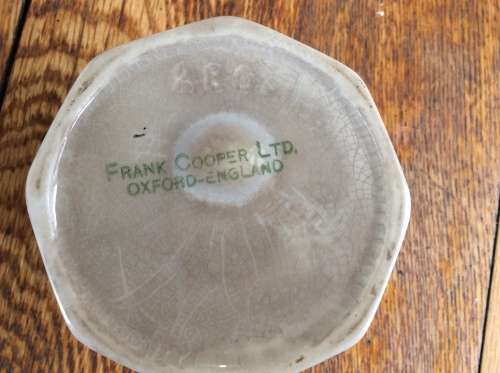 FRANK COOPER LTD.
OXFORD-ENGLAND